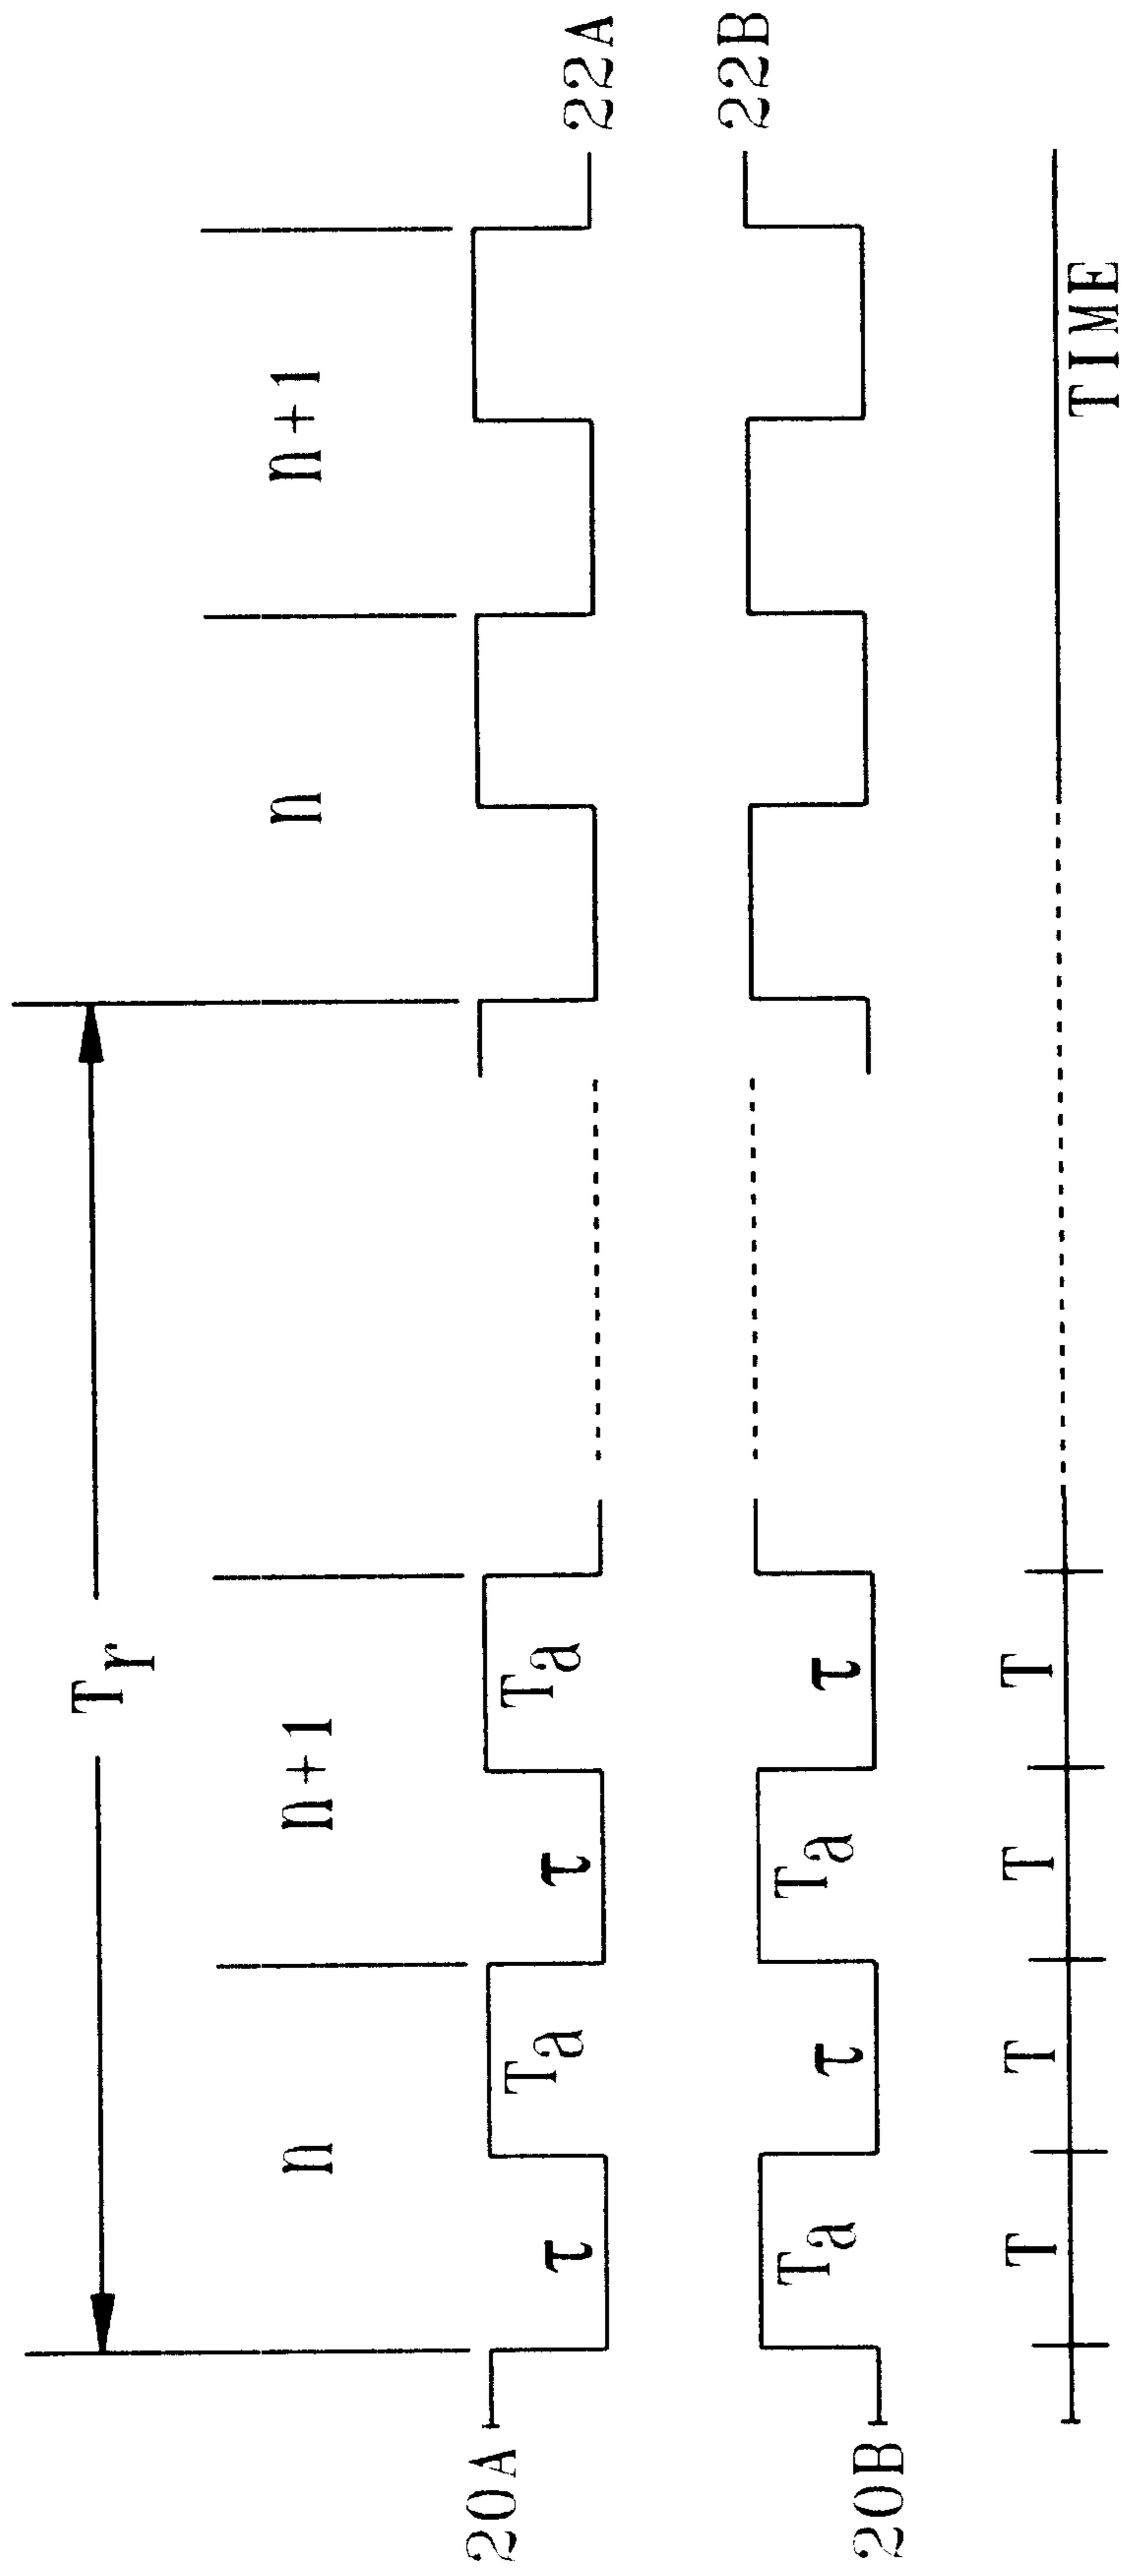 Tr
n n+1 n n+1
20A τ Ta τ Ta 22A
20B Ta τ Ta τ 22B
T T T T
TIME